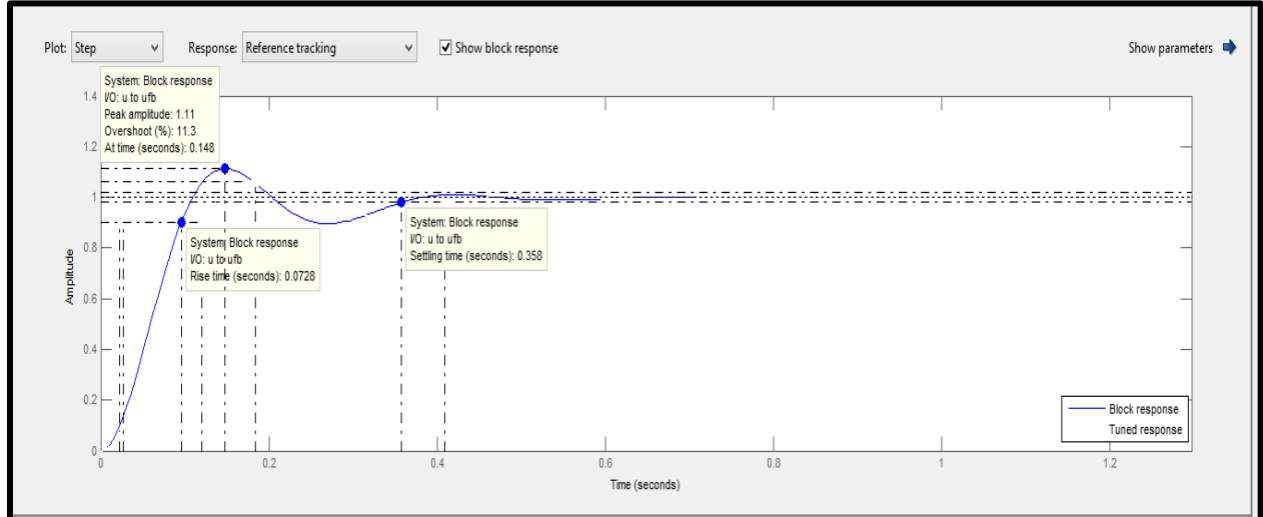 Plot: Step Response: Reference tracking Show block response Show parameters
System: Block response
I/O: u to ufb
Peak amplitude: 1.11
Overshoot (%): 11.3
At time (seconds): 0.148
System: Block response
I/O: u to ufb
Rise time (seconds): 0.0728
System: Block response
I/O: u to ufb
Settling time (seconds): 0.358
1.4
1.2
1
0.8
0.6
0.4
0.2
0
Amplitude
0 0.2 0.4 0.6 0.8 1 1.2
Time (seconds)
Block response
Tuned response